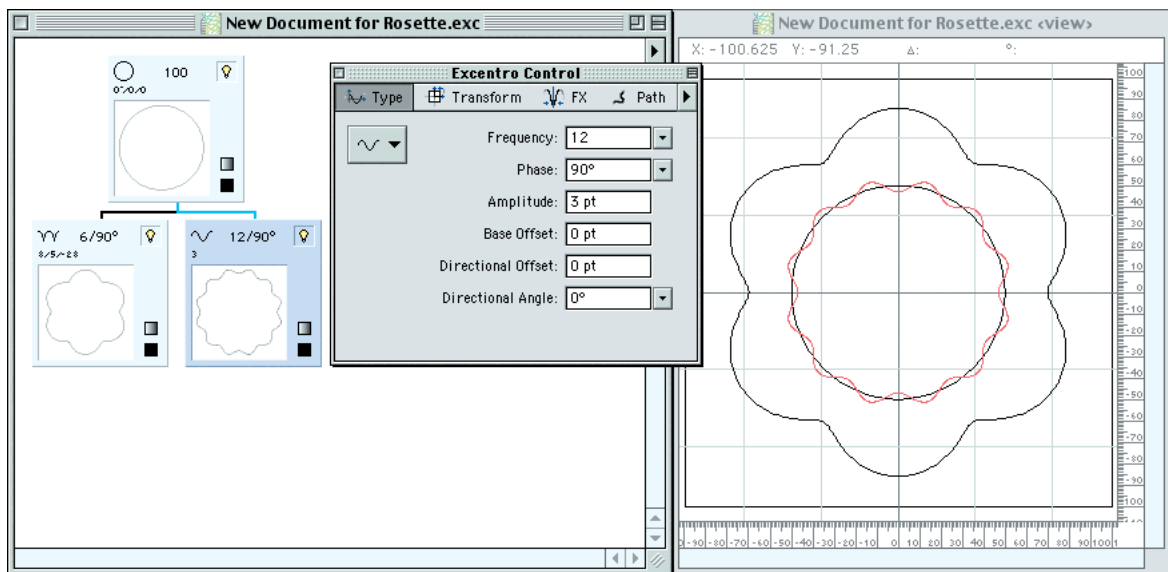 New Document for Rosette.exc
100
0°/0/0
6/90°
8/5/-28
12/90°
3
Excentro Control
Type Transform FX Path
Frequency: 12
Phase: 90°
Amplitude: 3 pt
Base Offset: 0 pt
Directional Offset: 0 pt
Directional Angle: 0°
New Document for Rosette.exc <view>
X: -100.625 Y: -91.25 Δ: °:
100
90
70
60
50
40
30
20
10
0
-10
-20
-30
-40
-50
-60
-70
-80
-90
-90 -80 -70 -60 -50 -40 -30 -20 -10 0 10 20 30 40 50 60 70 80 90 100